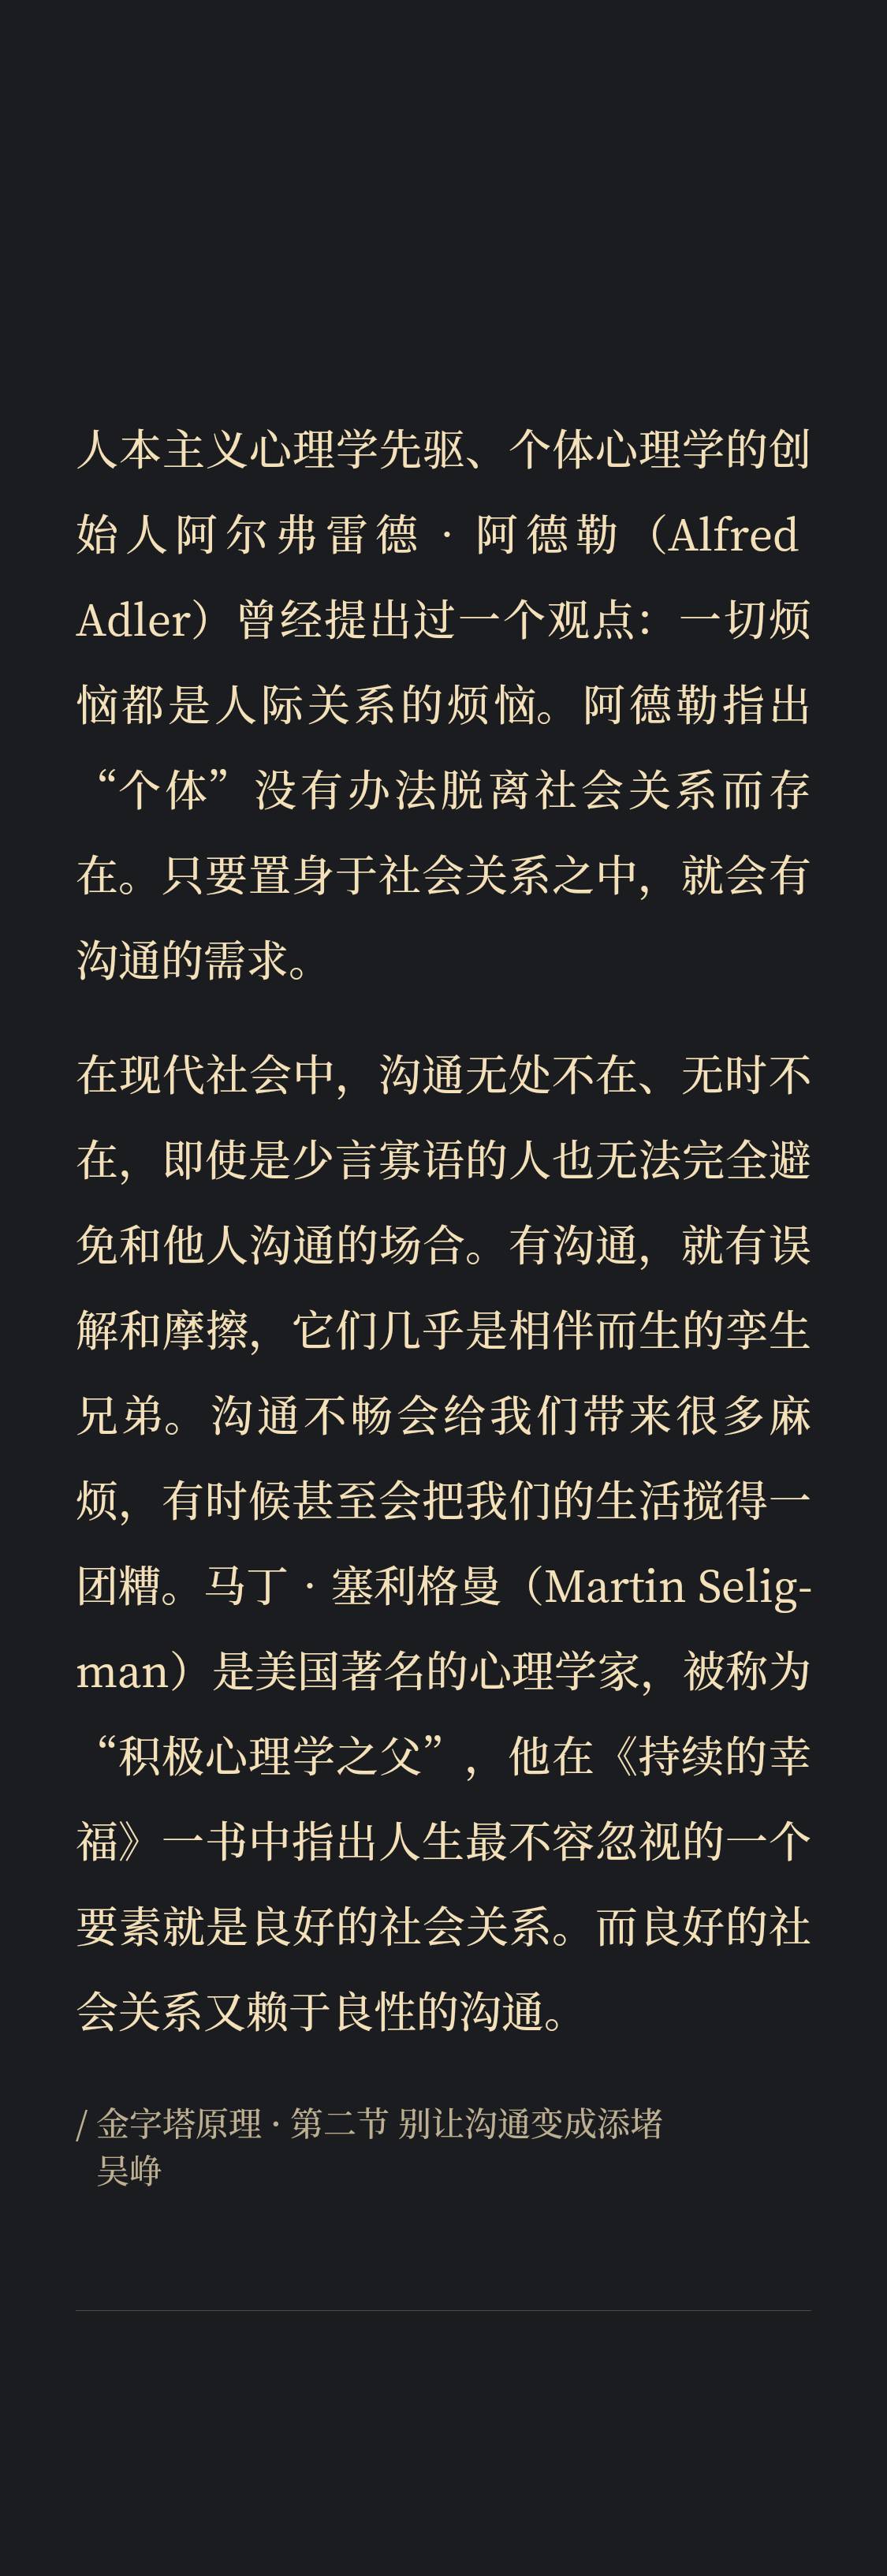 人本主义心理学先驱、个体心理学的创
始人阿尔弗雷德·阿德勒（Alfred
Adler）曾经提出过一个观点：一切烦
恼都是人际关系的烦恼。阿德勒指出
“个体”没有办法脱离社会关系而存
在。只要置身于社会关系之中，就会有
沟通的需求。
在现代社会中，沟通无处不在、无时不
在，即使是少言寡语的人也无法完全避
免和他人沟通的场合。有沟通，就有误
解和摩擦，它们几乎是相伴而生的孪生
兄弟。沟通不畅会给我们带来很多麻
烦，有时候甚至会把我们的生活搅得一
团糟。马丁·塞利格曼（Martin Selig-
man）是美国著名的心理学家，被称为
“积极心理学之父”，他在《持续的幸
福》一书中指出人生最不容忽视的一个
要素就是良好的社会关系。而良好的社
会关系又赖于良性的沟通。
/ 金字塔原理 · 第二节 别让沟通变成添堵
吴峥